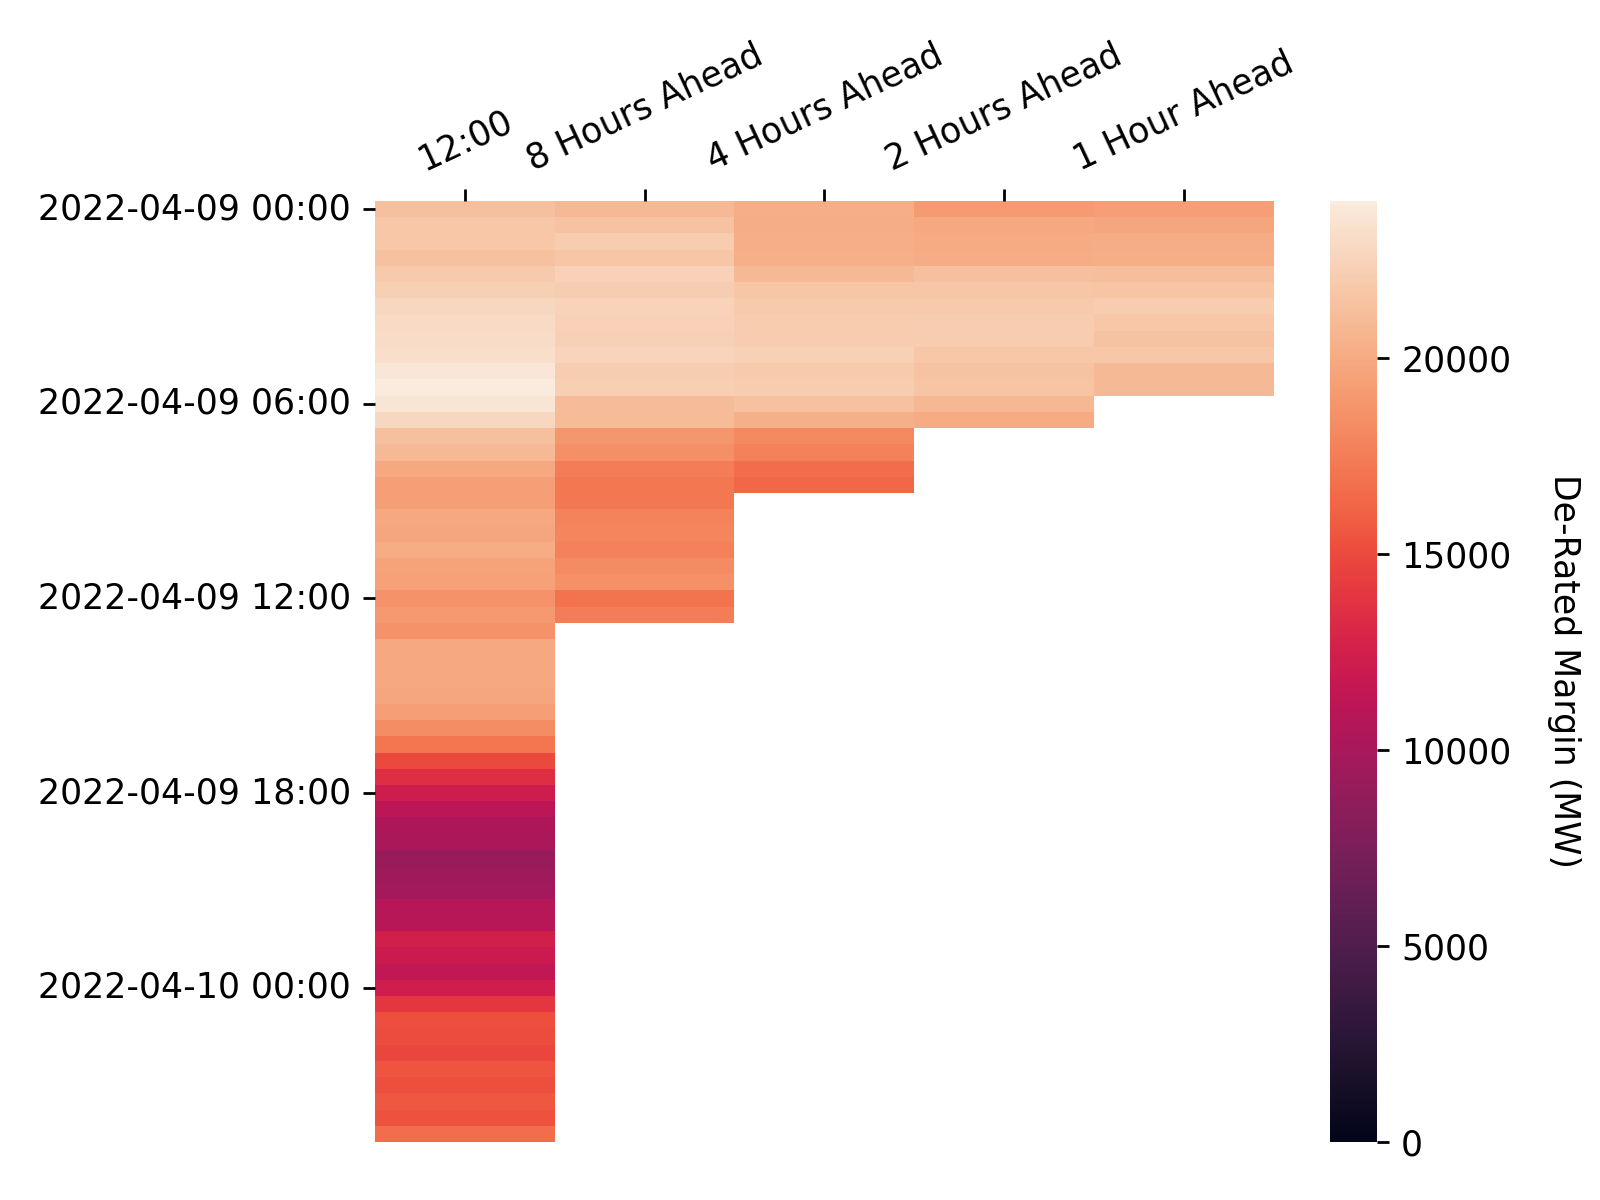 12:00
8 Hours Ahead
4 Hours Ahead
2 Hours Ahead
1 Hour Ahead
2022-04-09 00:00
2022-04-09 06:00
2022-04-09 12:00
2022-04-09 18:00
2022-04-10 00:00
20000
15000
10000
5000
0
De-Rated Margin (MW)